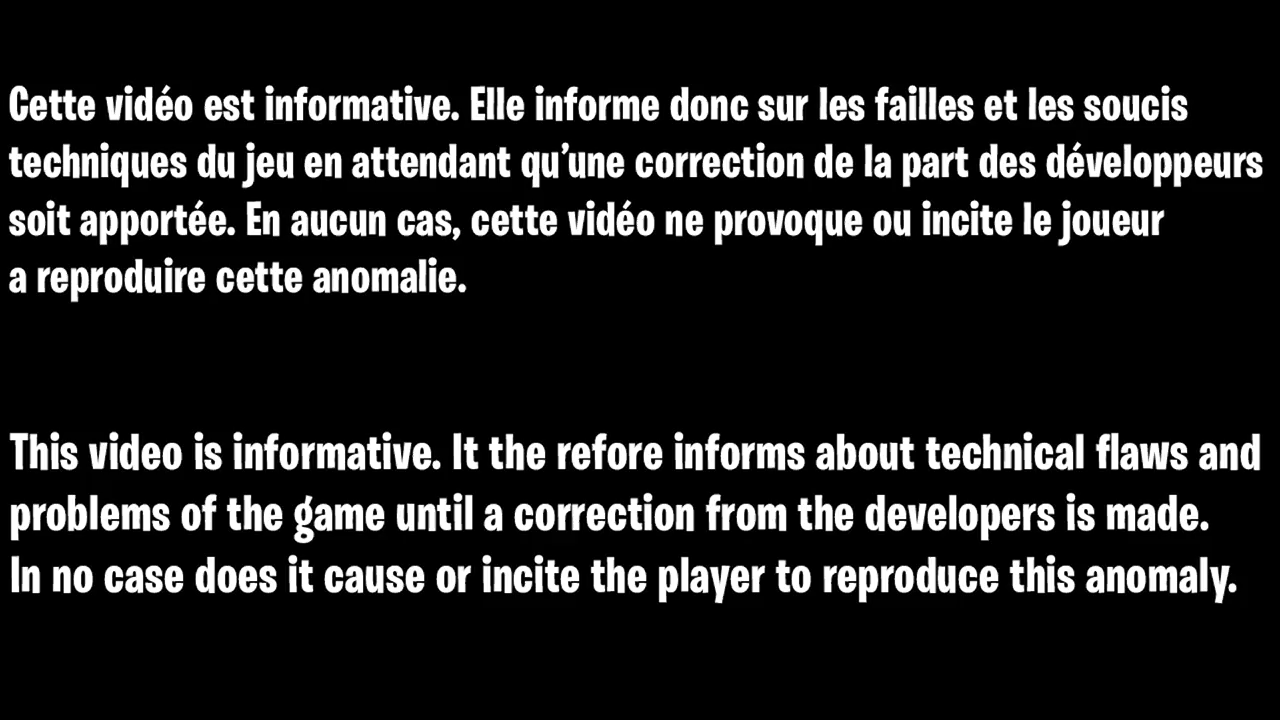 Cette vidéo est informative. Elle informe donc sur les failles et les soucis
techniques du jeu en attendant qu'une correction de la part des développeurs
soit apportée. En aucun cas, cette vidéo ne provoque ou incite le joueur
a reproduire cette anomalie.
This video is informative. It the refore informs about technical flaws and
problems of the game until a correction from the developers is made.
In no case does it cause or incite the player to reproduce this anomaly.